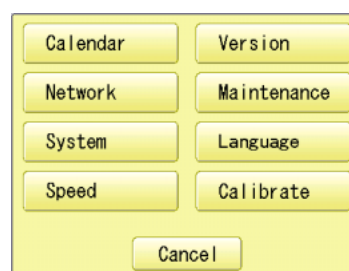 Calendar Version
Network Maintenance
System Language
Speed Calibrate
Cancel